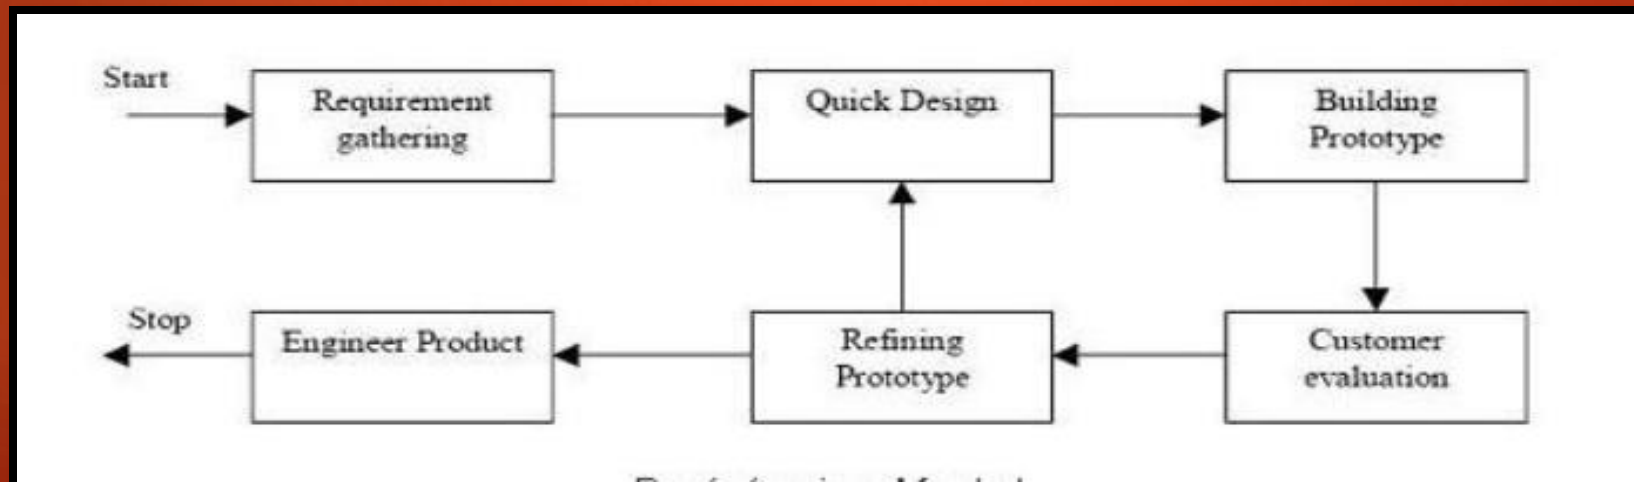 Start
Requirement
gathering
Quick Design
Building
Prototype
Stop
Engineer Product
Refining
Prototype
Customer
evaluation